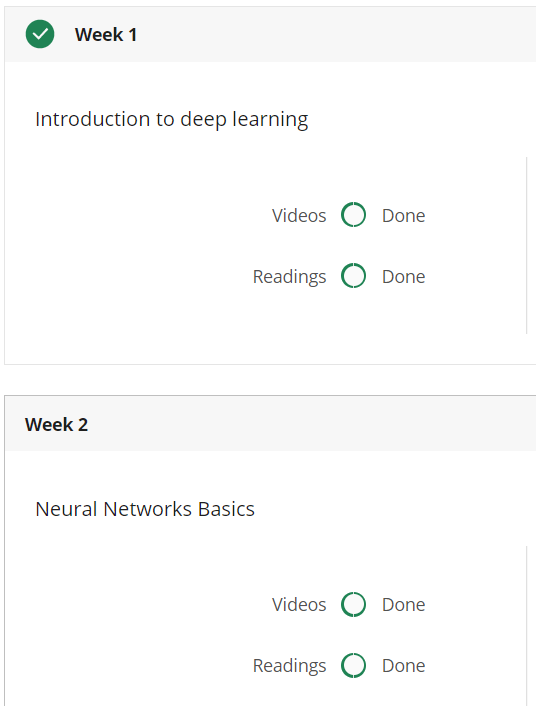 Week 1
Introduction to deep learning
Videos Done
Readings Done
Week 2
Neural Networks Basics
Videos Done
Readings Done